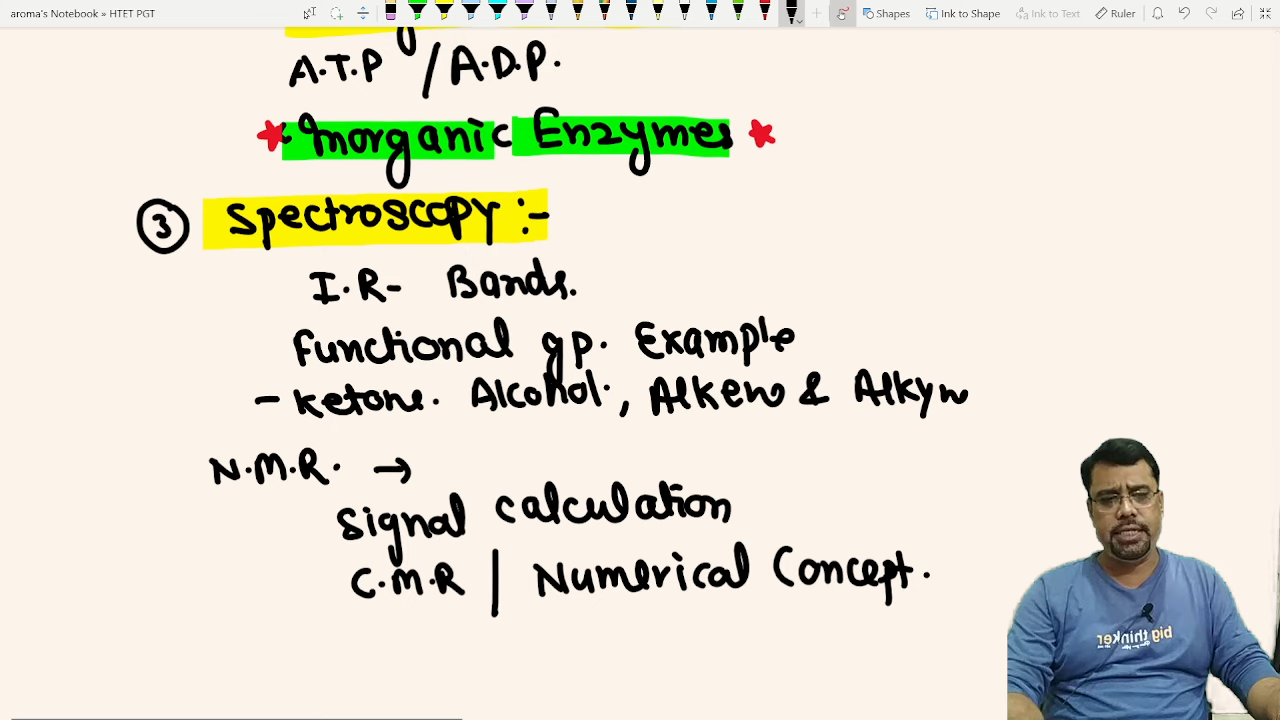 aroma's Notebook » HTET PGT
Shapes Ink to Shape Ink to Text Ruler
A.T.P / A.D.P.
Inorganic Enzymes
3 Spectroscopy :-
I.R- Bands.
Functional gp. Example
- Ketone. Alcohol, Alkene & Alkyne
N.M.R. →
Signal calculation
C.M.R | Numerical Concept.
big thinker